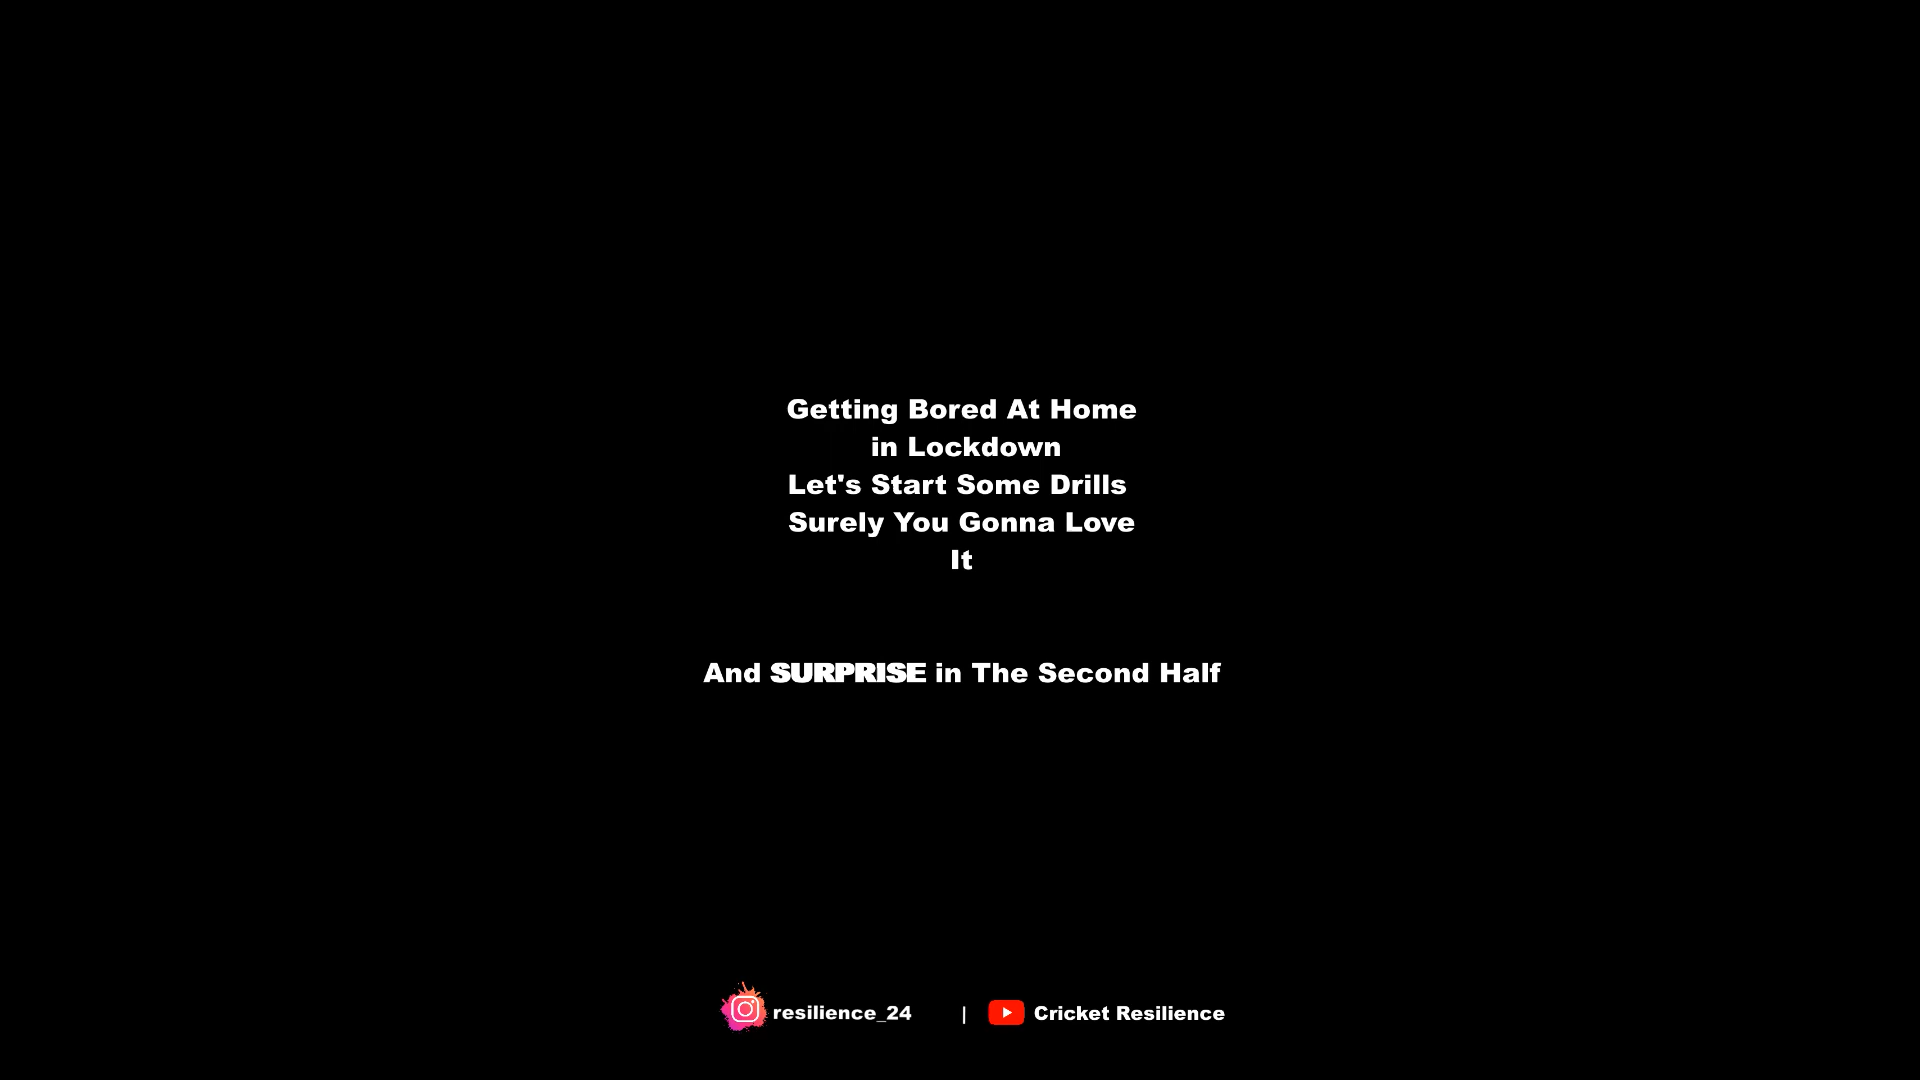 Getting Bored At Home
in Lockdown
Let's Start Some Drills
Surely You Gonna Love
It
And SURPRISE in The Second Half
resilience_24 | Cricket Resilience